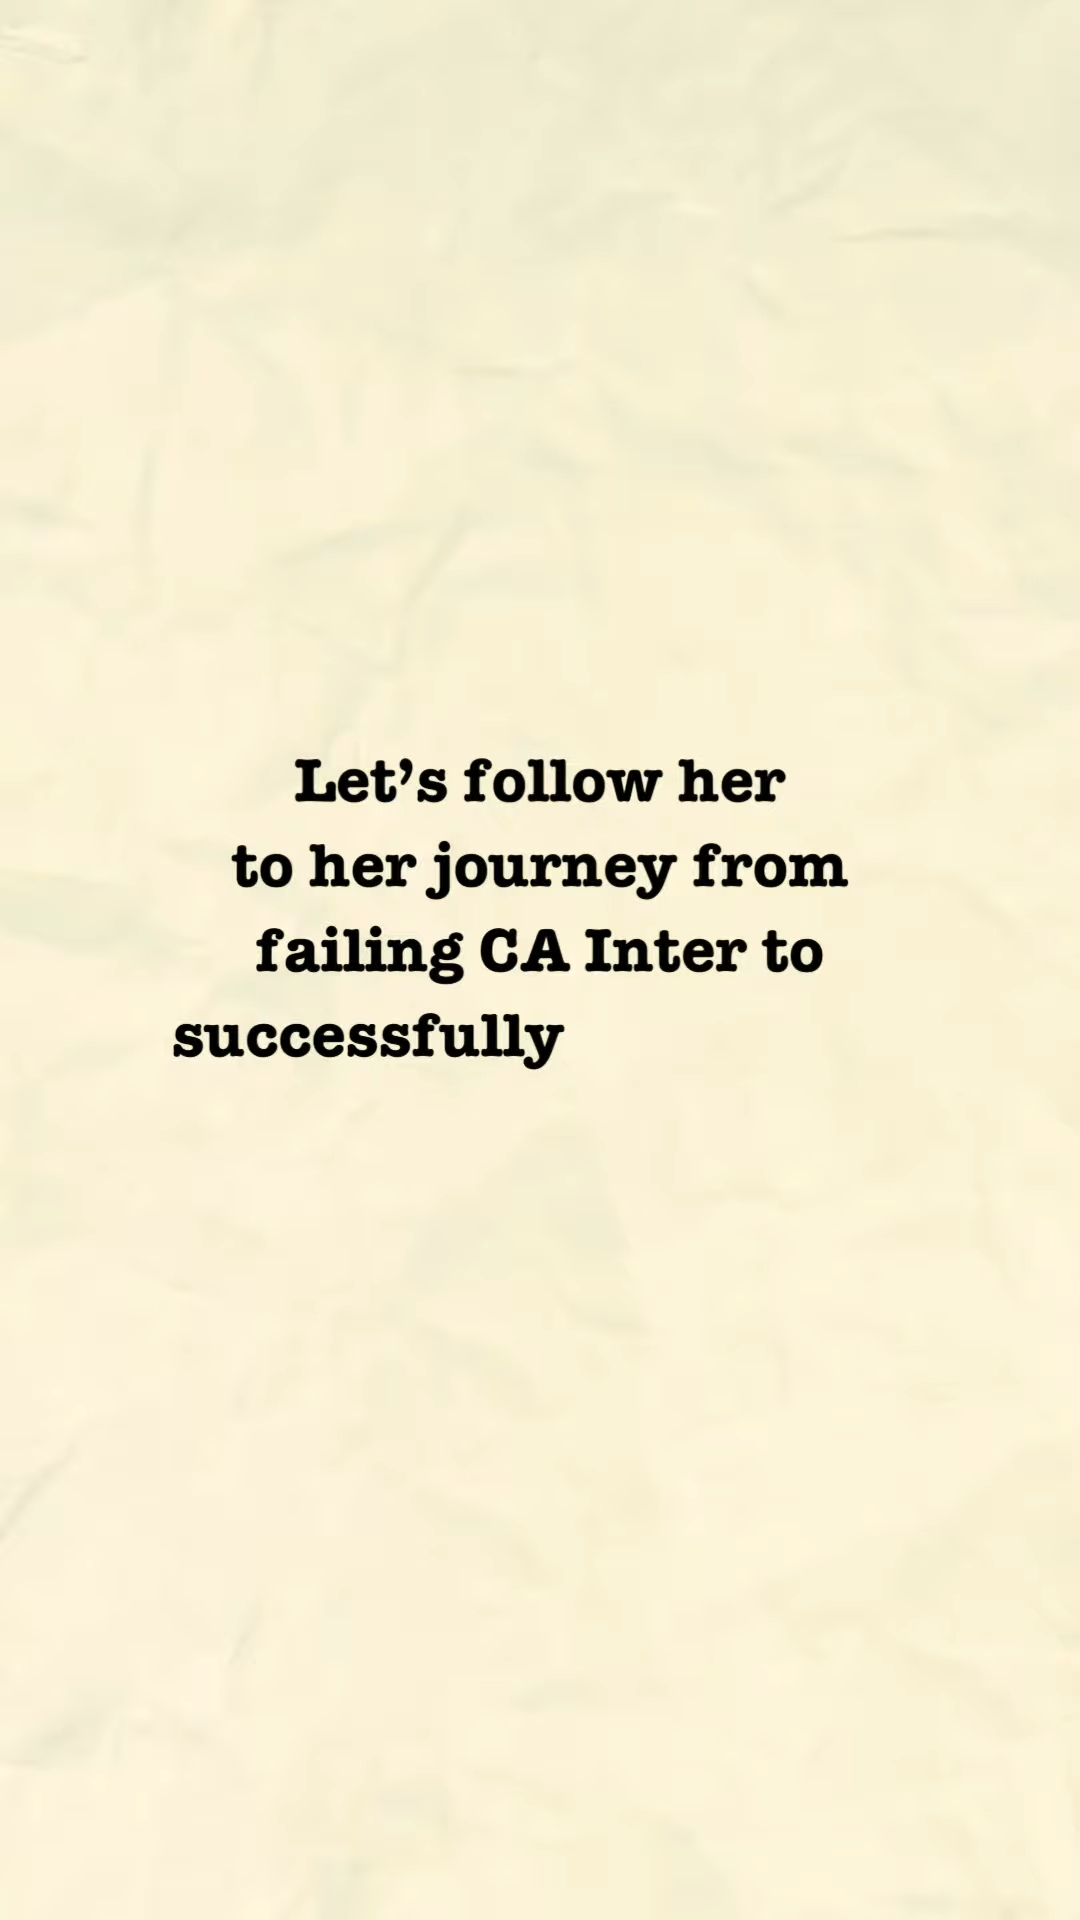 Let’s follow her
to her journey from
failing CA Inter to
successfully